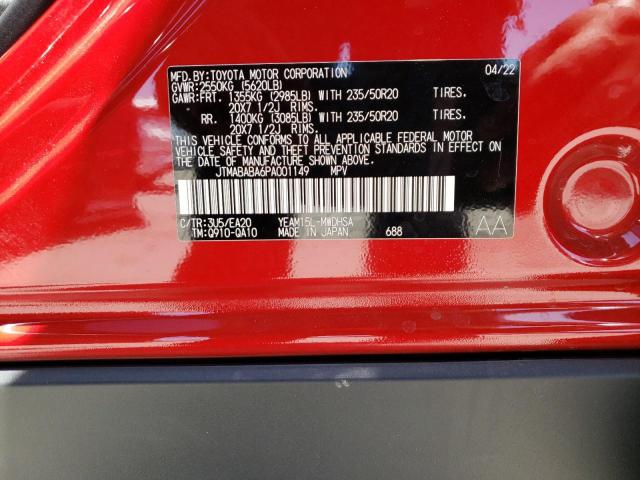 MFD.BY:TOYOTA MOTOR CORPORATION 04/22
GVWR:2550KG (5620LB)
GAWR:FRT. 1355KG (2985LB) WITH 235/50R20 TIRES.
20X7 1/2J RIMS.
RR. 1400KG (3085LB) WITH 235/50R20 TIRES.
20X7 1/2J RIMS.
THIS VEHICLE CONFORMS TO ALL APPLICABLE FEDERAL MOTOR
VEHICLE SAFETY AND BUMPER STANDARDS IN EFFECT ON THE
DATE OF MANUFACTURE SHOWN ABOVE.
JTMABABA6PA001149 MPV
C/TR:3U5/EA20 YEAM15L-MWDHSA
TM:Q910-QA10 MADE IN JAPAN 688 AA